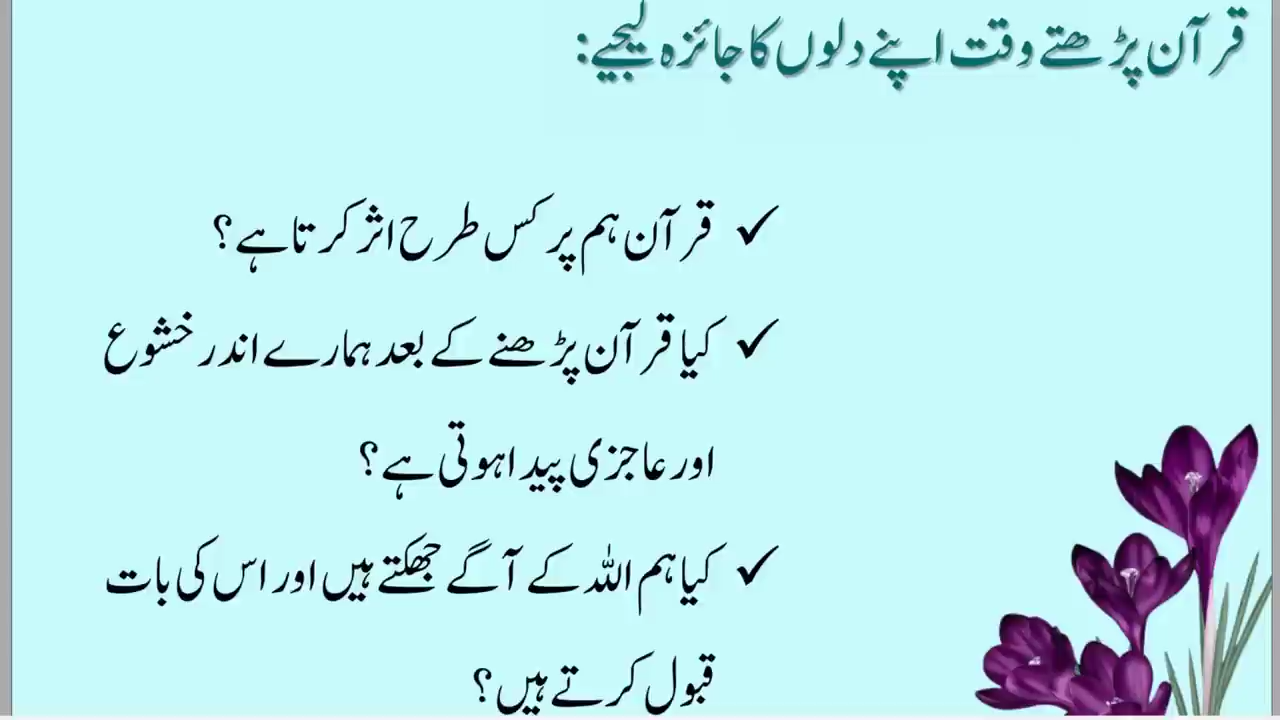 قرآن پڑھتے وقت اپنے دلوں کا جائزہ لیجیے:
✓ قرآن ہم پر کس طرح اثر کرتا ہے؟
✓ کیا قرآن پڑھنے کے بعد ہمارے اندر خشوع
اور عاجزی پیدا ہوتی ہے؟
✓ کیا ہم اللہ کے آگے جھکتے ہیں اور اس کی بات
قبول کرتے ہیں؟